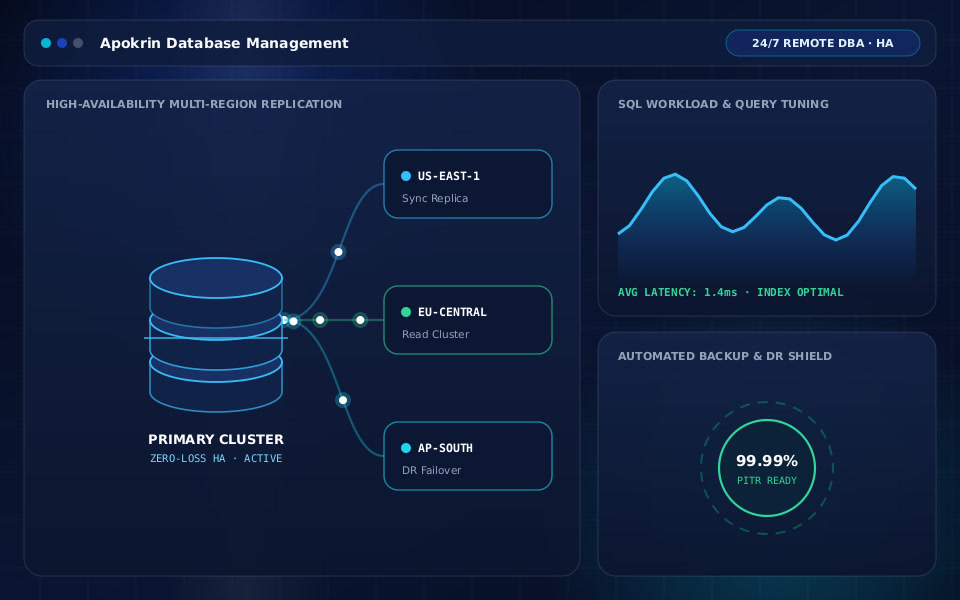 Apokrin Database Management
24/7 REMOTE DBA · HA
HIGH-AVAILABILITY MULTI-REGION REPLICATION
US-EAST-1
Sync Replica
EU-CENTRAL
Read Cluster
AP-SOUTH
DR Failover
PRIMARY CLUSTER
ZERO-LOSS HA · ACTIVE
SQL WORKLOAD & QUERY TUNING
AVG LATENCY: 1.4ms · INDEX OPTIMAL
AUTOMATED BACKUP & DR SHIELD
99.99%
PITR READY